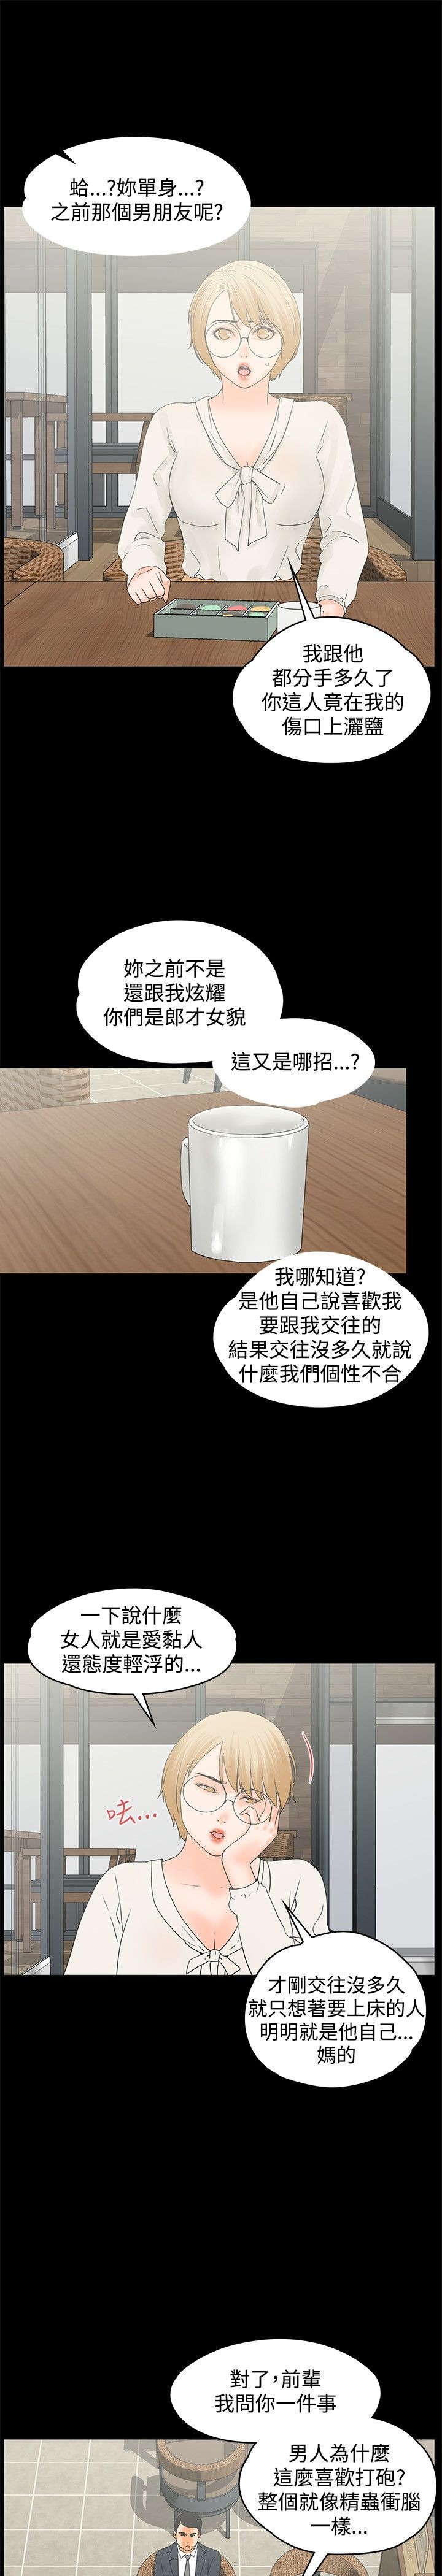 蛤...?妳單身...?
之前那個男朋友呢?
我跟他
都分手多久了
你這人竟在我的
傷口上灑鹽
妳之前不是
還跟我炫耀
你們是郎才女貌
這又是哪招...?
我哪知道?
是他自己說喜歡我
要跟我交往的
結果交往沒多久就說
什麼我們個性不合
一下說什麼
女人就是愛黏人
還態度輕浮的...
呿...
才剛交往沒多久
就只想著要上床的人
明明就是他自己...
媽的
對了,前輩
我問你一件事
男人為什麼
這麼喜歡打砲?
整個就像精蟲衝腦
一樣...